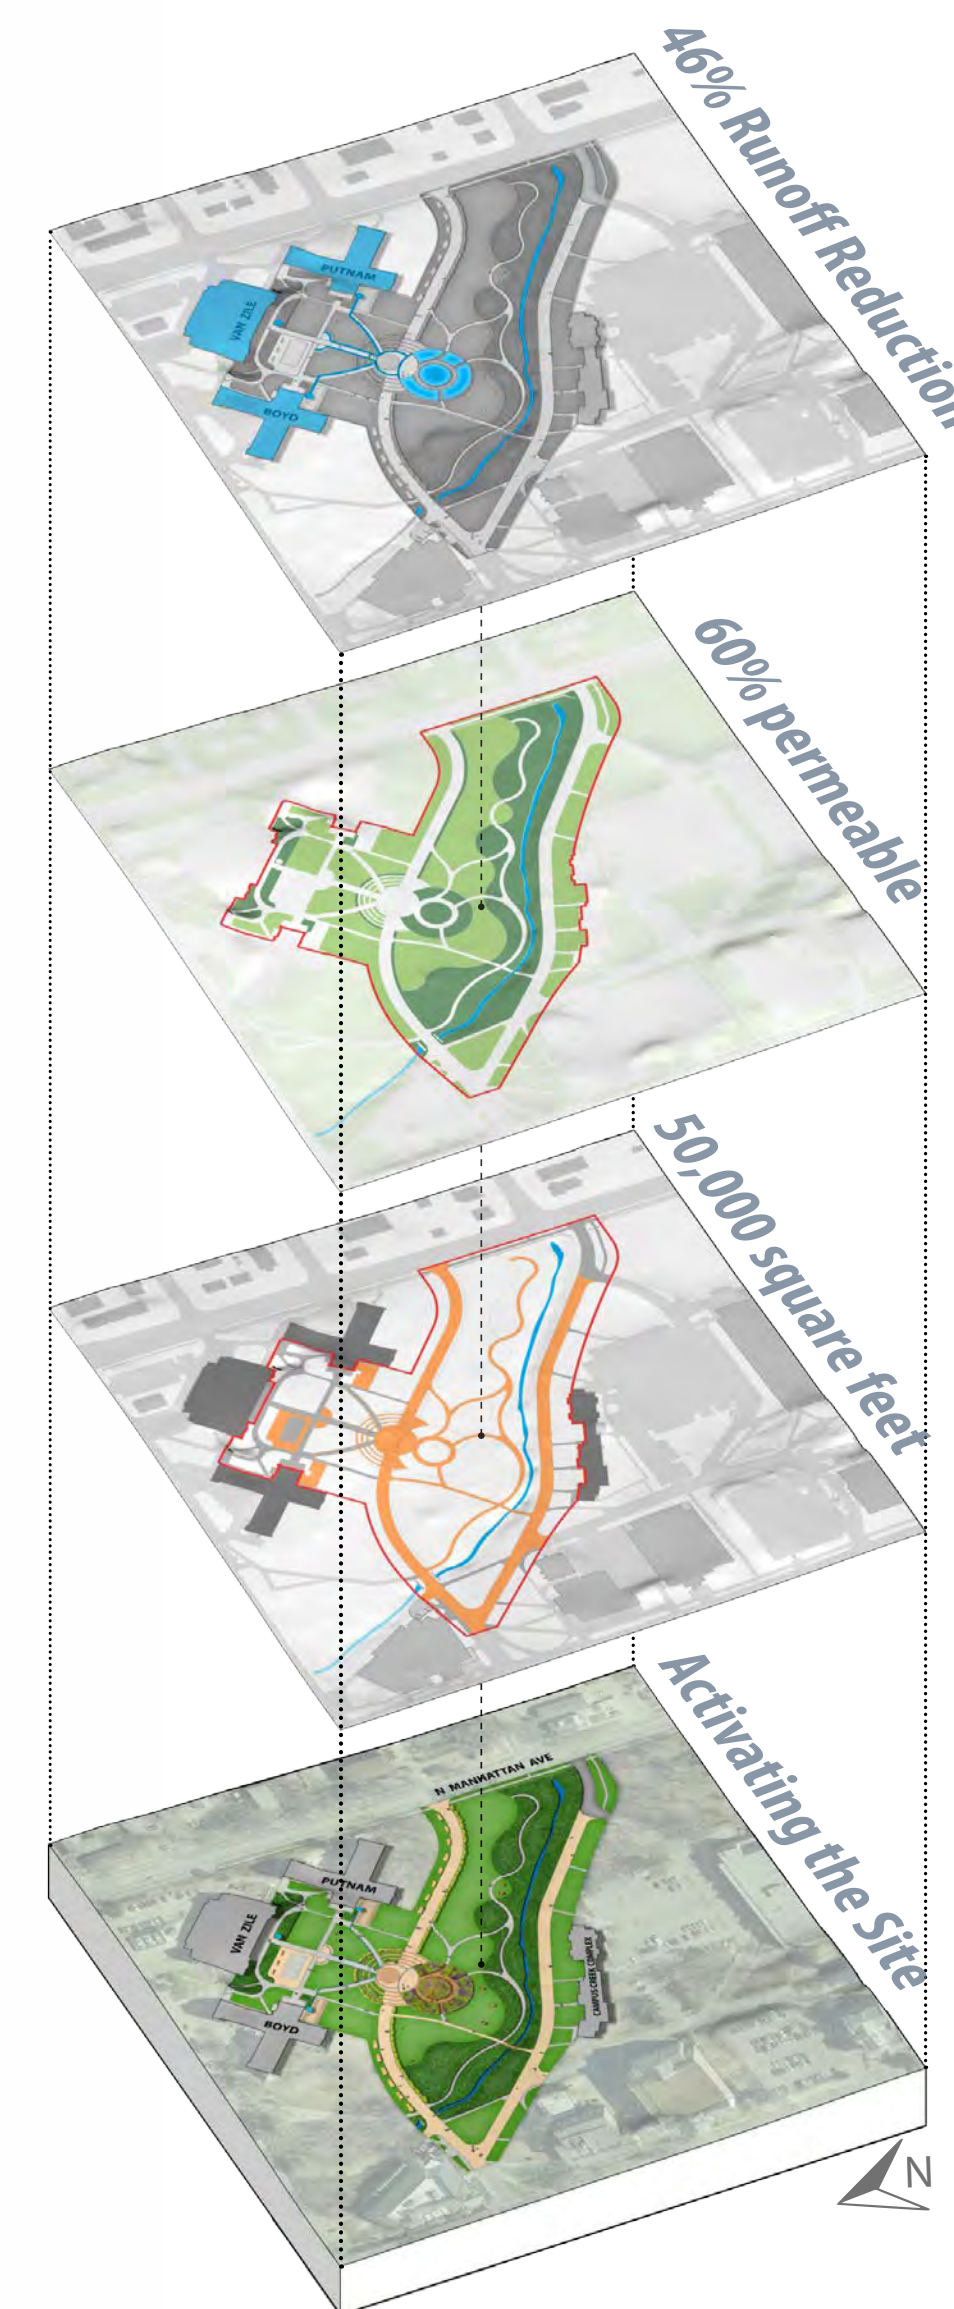 46% Runoff Reduction
PUTNAM
VAN ZILE
BOYD
60% permeable
50,000 square feet
Activating the Site
N MANHATTAN AVE
PUTNAM
VAN ZILE
BOYD
CAMPUS CREEK COMPLEX
N